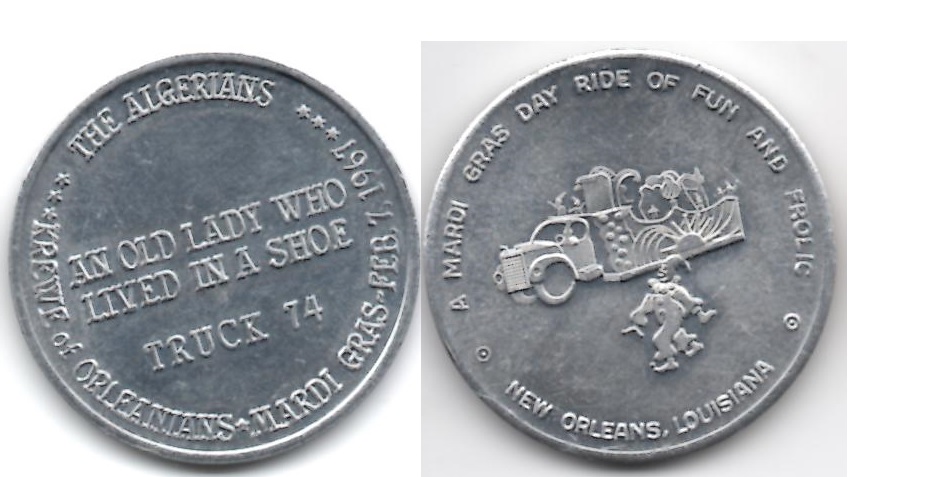 THE ALGERIANS
AN OLD LADY WHO
LIVED IN A SHOE
TRUCK 74
***KREWE of ORLEANIANS-MARDI GRAS-FEB. 7, 1967***
A MARDI GRAS DAY RIDE OF FUN AND FROLIC
NEW ORLEANS, LOUISIANA